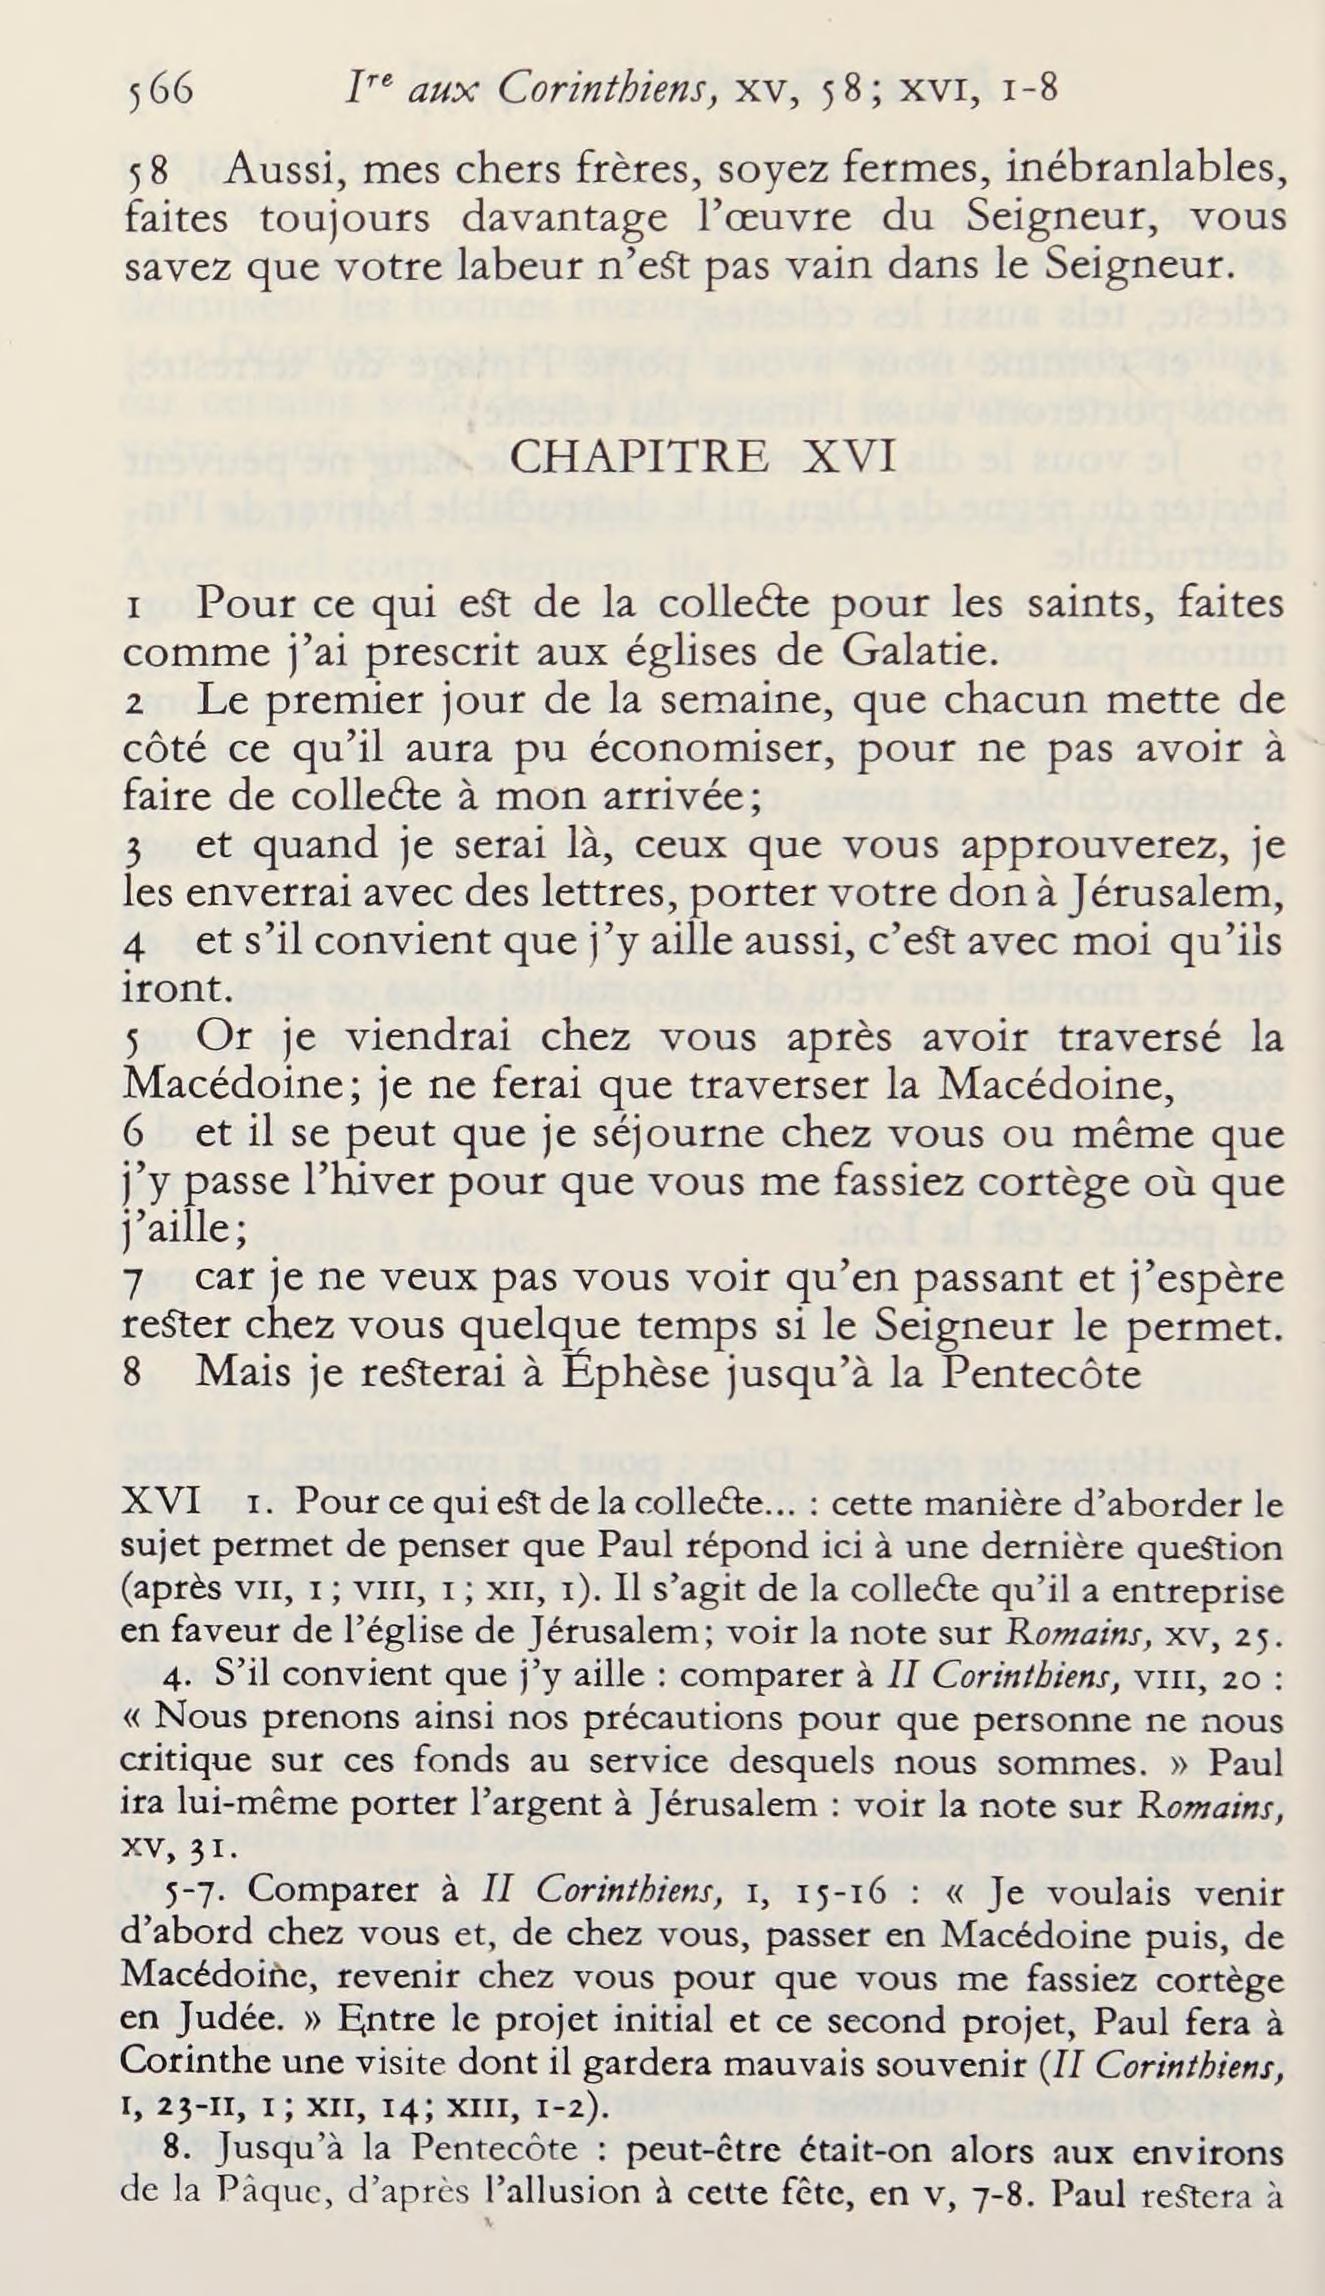 566 Iʳᵉ aux Corinthiens, XV, 58; XVI, 1-8
58 Aussi, mes chers frères, soyez fermes, inébranlables,
faites toujours davantage l’œuvre du Seigneur, vous
savez que votre labeur n’est pas vain dans le Seigneur.
CHAPITRE XVI
1 Pour ce qui est de la collecte pour les saints, faites
comme j’ai prescrit aux églises de Galatie.
2 Le premier jour de la semaine, que chacun mette de
côté ce qu’il aura pu économiser, pour ne pas avoir à
faire de collecte à mon arrivée;
3 et quand je serai là, ceux que vous approuverez, je
les enverrai avec des lettres, porter votre don à Jérusalem,
4 et s’il convient que j’y aille aussi, c’est avec moi qu’ils
iront.
5 Or je viendrai chez vous après avoir traversé la
Macédoine; je ne ferai que traverser la Macédoine,
6 et il se peut que je séjourne chez vous ou même que
j’y passe l’hiver pour que vous me fassiez cortège où que
j’aille;
7 car je ne veux pas vous voir qu’en passant et j’espère
rester chez vous quelque temps si le Seigneur le permet.
8 Mais je resterai à Éphèse jusqu’à la Pentecôte
XVI 1. Pour ce qui est de la collecte... : cette manière d’aborder le
sujet permet de penser que Paul répond ici à une dernière question
(après VII, 1; VIII, 1; XII, 1). Il s’agit de la collecte qu’il a entreprise
en faveur de l’église de Jérusalem; voir la note sur Romains, XV, 25.
4. S’il convient que j’y aille : comparer à II Corinthiens, VIII, 20 :
« Nous prenons ainsi nos précautions pour que personne ne nous
critique sur ces fonds au service desquels nous sommes. » Paul
ira lui-même porter l’argent à Jérusalem : voir la note sur Romains,
XV, 31.
5-7. Comparer à II Corinthiens, I, 15-16 : « Je voulais venir
d’abord chez vous et, de chez vous, passer en Macédoine puis, de
Macédoine, revenir chez vous pour que vous me fassiez cortège
en Judée. » Entre le projet initial et ce second projet, Paul fera à
Corinthe une visite dont il gardera mauvais souvenir (II Corinthiens,
I, 23-II, 1; XII, 14; XIII, 1-2).
8. Jusqu’à la Pentecôte : peut-être était-on alors aux environs
de la Pâque, d’après l’allusion à cette fête, en V, 7-8. Paul restera à